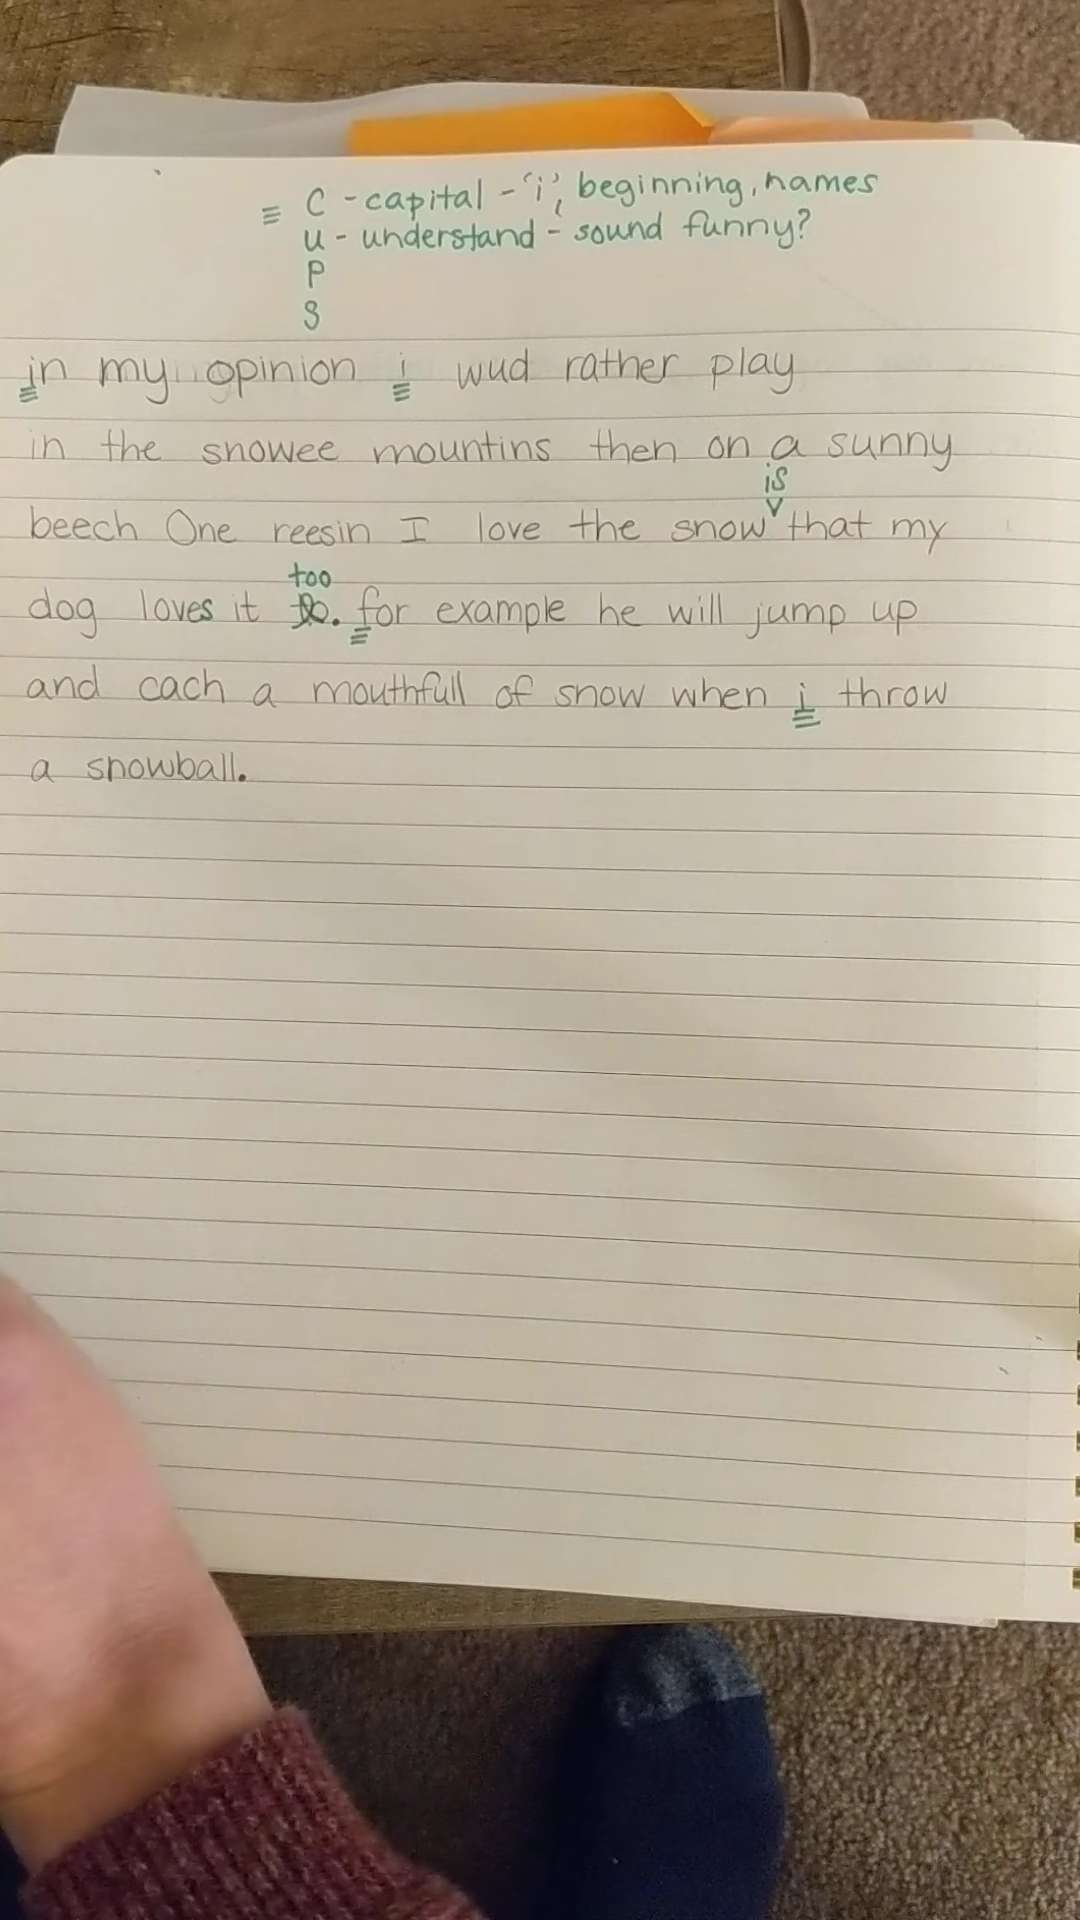 ≡ C - capital - 'i', beginning, names
U - understand - sound funny?
P
S
in my opinion i wud rather play
in the snowee mountins then on a sunny
is
beech One reesin I love the snow that my
too
dog loves it to. for example he will jump up
and cach a mouthfull of snow when i throw
a snowball.